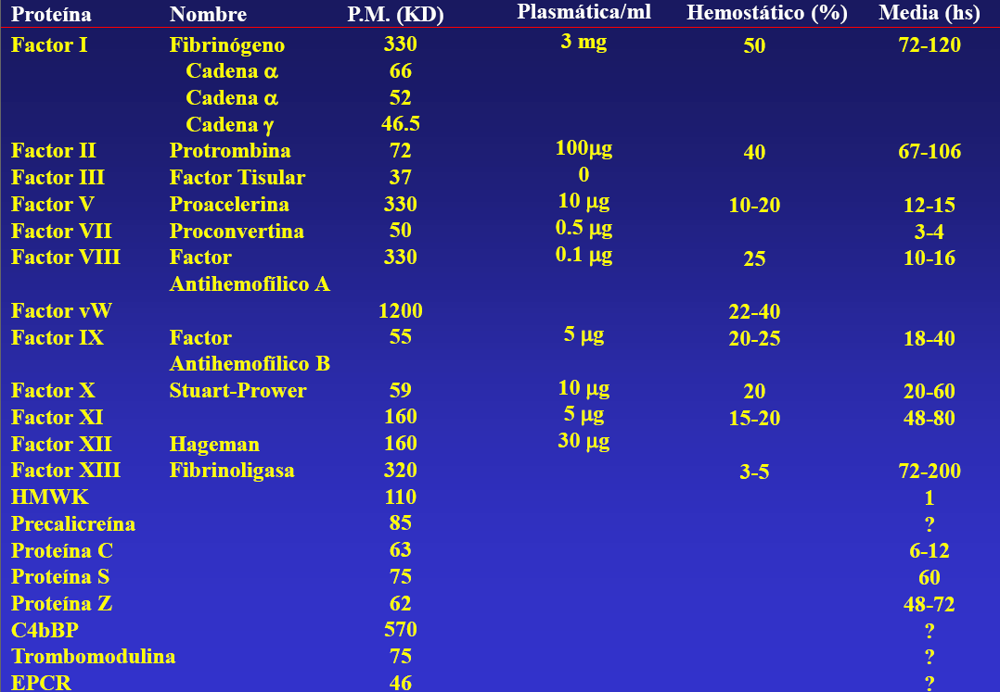 Proteína Nombre P.M. (KD) Plasmática/ml Hemostático (%) Media (hs)
Factor I Fibrinógeno 330 3 mg 50 72-120
Cadena α 66
Cadena α 52
Cadena γ 46.5
Factor II Protrombina 72 100μg 40 67-106
Factor III Factor Tisular 37 0
Factor V Proacelerina 330 10 μg 10-20 12-15
Factor VII Proconvertina 50 0.5 μg 3-4
Factor VIII Factor 330 0.1 μg 25 10-16
Antihemofílico A
Factor vW 1200 22-40
Factor IX Factor 55 5 μg 20-25 18-40
Antihemofílico B
Factor X Stuart-Prower 59 10 μg 20 20-60
Factor XI 160 5 μg 15-20 48-80
Factor XII Hageman 160 30 μg
Factor XIII Fibrinoligasa 320 3-5 72-200
HMWK 110 1
Precalicreína 85 ?
Proteína C 63 6-12
Proteína S 75 60
Proteína Z 62 48-72
C4bBP 570 ?
Trombomodulina 75 ?
EPCR 46 ?